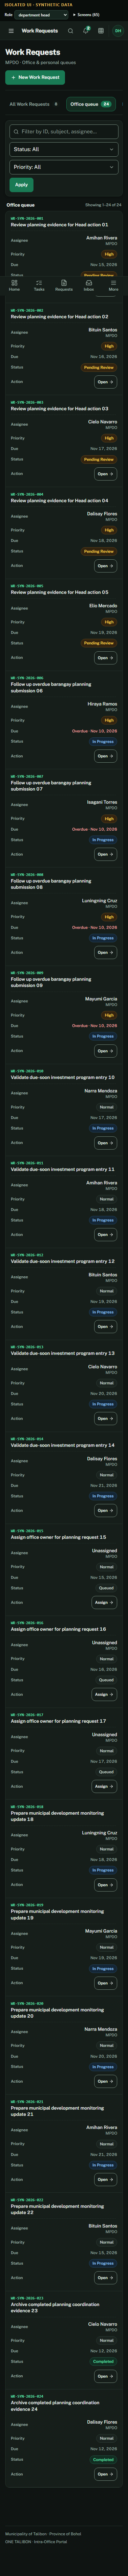 ISOLATED UI · SYNTHETIC DATA
Role department head Scenes (65)
Work Requests DH
Work Requests
MPDO · Office & personal queues
New Work Request
All Work Requests 8 Office queue 24
Filter by ID, subject, assignee...
Status: All
Priority: All
Apply
Office queue Showing 1–24 of 24
WR-SYN-2026-001
Review planning evidence for Head action 01
Assignee Amihan Rivera
MPDO
Priority High
Due Nov 15, 2026
Status Pending Review
Home Tasks Requests Inbox More
WR-SYN-2026-002
Review planning evidence for Head action 02
Assignee Bituin Santos
MPDO
Priority High
Due Nov 16, 2026
Status Pending Review
Action Open
WR-SYN-2026-003
Review planning evidence for Head action 03
Assignee Cielo Navarro
MPDO
Priority High
Due Nov 17, 2026
Status Pending Review
Action Open
WR-SYN-2026-004
Review planning evidence for Head action 04
Assignee Dalisay Flores
MPDO
Priority High
Due Nov 18, 2026
Status Pending Review
Action Open
WR-SYN-2026-005
Review planning evidence for Head action 05
Assignee Elio Mercado
MPDO
Priority High
Due Nov 19, 2026
Status Pending Review
Action Open
WR-SYN-2026-006
Follow up overdue barangay planning
submission 06
Assignee Hiraya Ramos
MPDO
Priority High
Due Overdue · Nov 10, 2026
Status In Progress
Action Open
WR-SYN-2026-007
Follow up overdue barangay planning
submission 07
Assignee Isagani Torres
MPDO
Priority High
Due Overdue · Nov 10, 2026
Status In Progress
Action Open
WR-SYN-2026-008
Follow up overdue barangay planning
submission 08
Assignee Luningning Cruz
MPDO
Priority High
Due Overdue · Nov 10, 2026
Status In Progress
Action Open
WR-SYN-2026-009
Follow up overdue barangay planning
submission 09
Assignee Mayumi Garcia
MPDO
Priority High
Due Overdue · Nov 10, 2026
Status In Progress
Action Open
WR-SYN-2026-010
Validate due-soon investment program entry 10
Assignee Narra Mendoza
MPDO
Priority Normal
Due Nov 17, 2026
Status In Progress
Action Open
WR-SYN-2026-011
Validate due-soon investment program entry 11
Assignee Amihan Rivera
MPDO
Priority Normal
Due Nov 18, 2026
Status In Progress
Action Open
WR-SYN-2026-012
Validate due-soon investment program entry 12
Assignee Bituin Santos
MPDO
Priority Normal
Due Nov 19, 2026
Status In Progress
Action Open
WR-SYN-2026-013
Validate due-soon investment program entry 13
Assignee Cielo Navarro
MPDO
Priority Normal
Due Nov 20, 2026
Status In Progress
Action Open
WR-SYN-2026-014
Validate due-soon investment program entry 14
Assignee Dalisay Flores
MPDO
Priority Normal
Due Nov 21, 2026
Status In Progress
Action Open
WR-SYN-2026-015
Assign office owner for planning request 15
Assignee Unassigned
MPDO
Priority Normal
Due Nov 15, 2026
Status Queued
Action Assign
WR-SYN-2026-016
Assign office owner for planning request 16
Assignee Unassigned
MPDO
Priority Normal
Due Nov 16, 2026
Status Queued
Action Assign
WR-SYN-2026-017
Assign office owner for planning request 17
Assignee Unassigned
MPDO
Priority Normal
Due Nov 17, 2026
Status Queued
Action Assign
WR-SYN-2026-018
Prepare municipal development monitoring
update 18
Assignee Luningning Cruz
MPDO
Priority Normal
Due Nov 18, 2026
Status In Progress
Action Open
WR-SYN-2026-019
Prepare municipal development monitoring
update 19
Assignee Mayumi Garcia
MPDO
Priority Normal
Due Nov 19, 2026
Status In Progress
Action Open
WR-SYN-2026-020
Prepare municipal development monitoring
update 20
Assignee Narra Mendoza
MPDO
Priority Normal
Due Nov 20, 2026
Status In Progress
Action Open
WR-SYN-2026-021
Prepare municipal development monitoring
update 21
Assignee Amihan Rivera
MPDO
Priority Normal
Due Nov 21, 2026
Status In Progress
Action Open
WR-SYN-2026-022
Prepare municipal development monitoring
update 22
Assignee Bituin Santos
MPDO
Priority Normal
Due Nov 15, 2026
Status In Progress
Action Open
WR-SYN-2026-023
Archive completed planning coordination
evidence 23
Assignee Cielo Navarro
MPDO
Priority Normal
Due Nov 12, 2026
Status Completed
Action Open
WR-SYN-2026-024
Archive completed planning coordination
evidence 24
Assignee Dalisay Flores
MPDO
Priority Normal
Due Nov 12, 2026
Status Completed
Action Open
Municipality of Talibon · Province of Bohol
ONE TALIBON · Intra-Office Portal